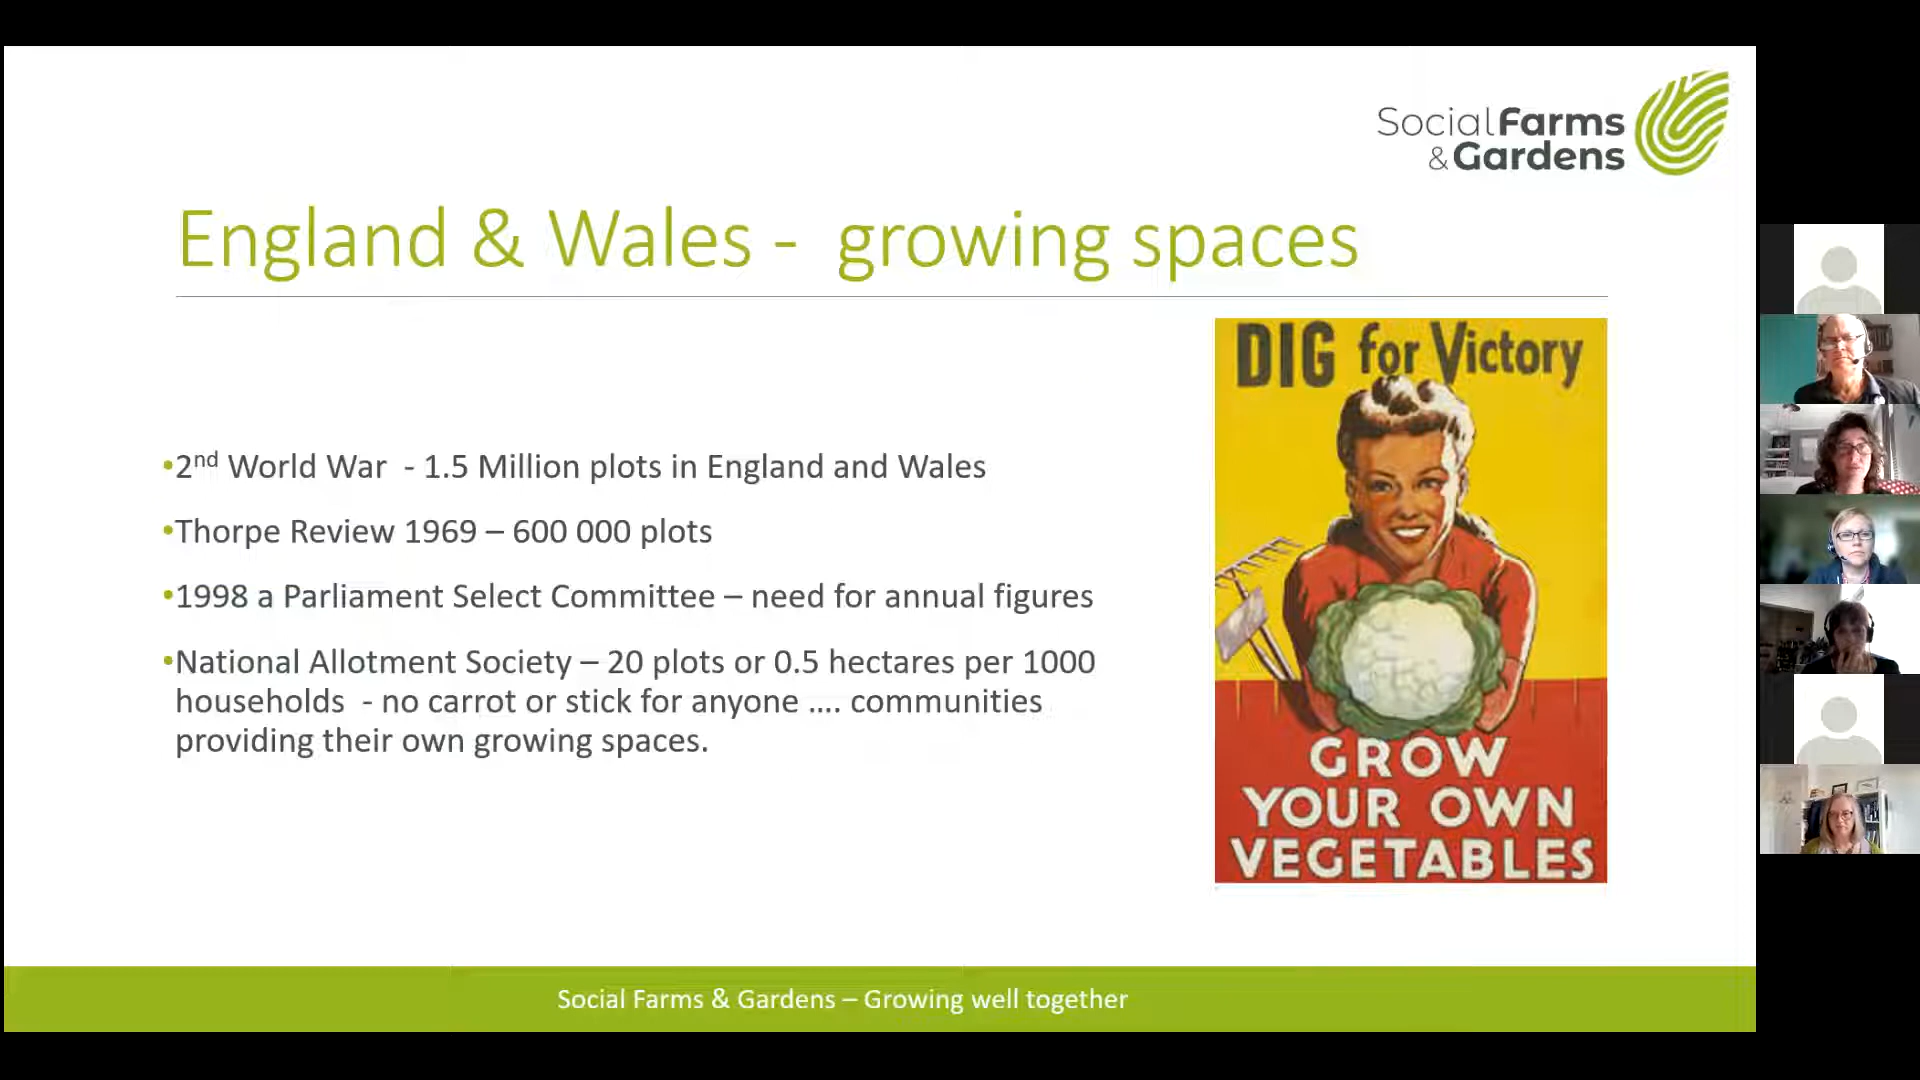 Social Farms
& Gardens
England & Wales - growing spaces
•2nd World War - 1.5 Million plots in England and Wales
•Thorpe Review 1969 – 600 000 plots
•1998 a Parliament Select Committee – need for annual figures
•National Allotment Society – 20 plots or 0.5 hectares per 1000
households - no carrot or stick for anyone .... communities
providing their own growing spaces.
DIG for Victory
GROW
YOUR OWN
VEGETABLES
Social Farms & Gardens – Growing well together